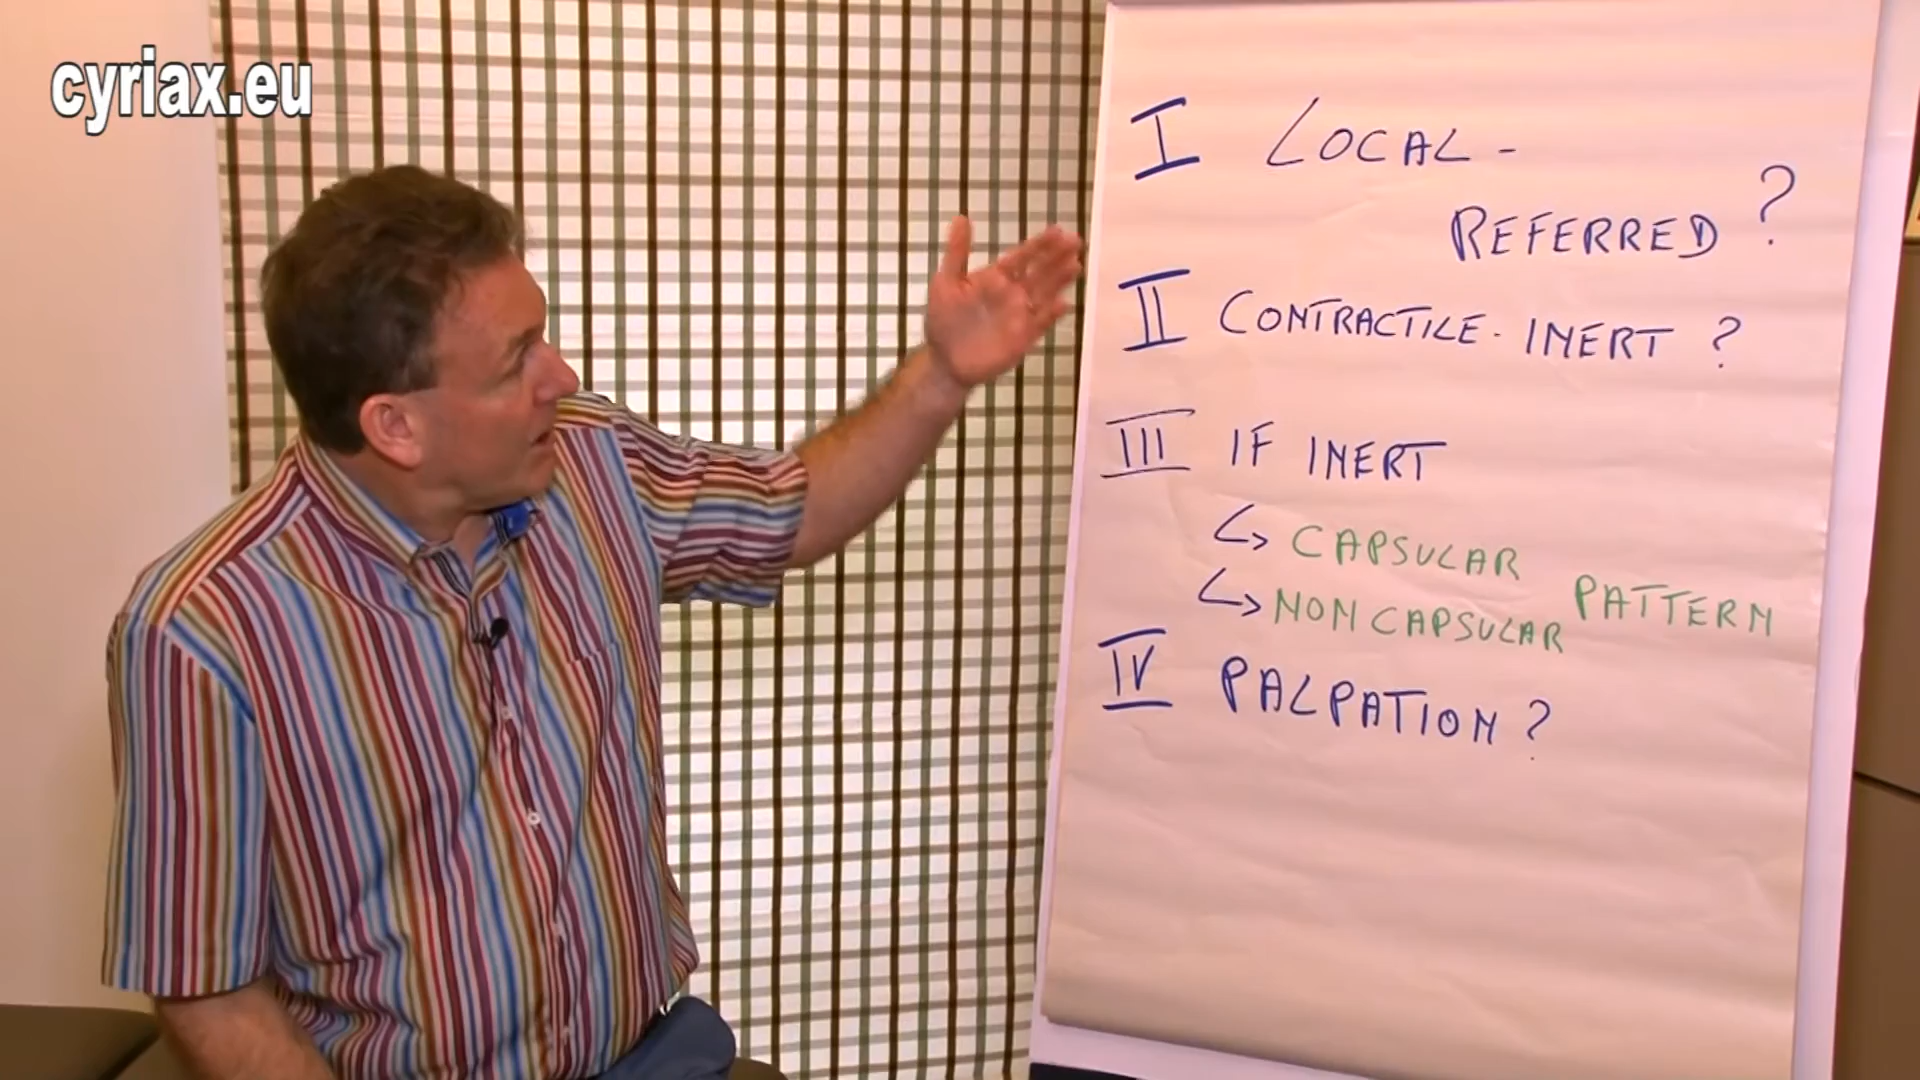 cyriax.eu
I LOCAL -
REFERRED ?
II CONTRACTILE - INERT ?
III IF INERT
↳ CAPSULAR
↳ NON CAPSULAR PATTERN
IV PALPATION ?